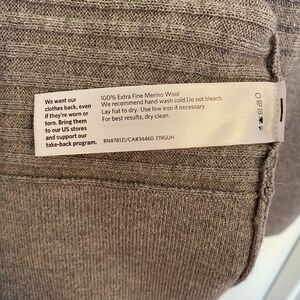 We want our
clothes back, even
if they're worn or
torn. Bring them
to our US stores
and support our
take-back program.
100% Extra Fine Merino Wool
We recommend hand wash cold.Do not bleach.
Lay flat to dry. Use low iron if necessary.
For best results, dry clean.
RN#78121/CA#34460 F19GUH